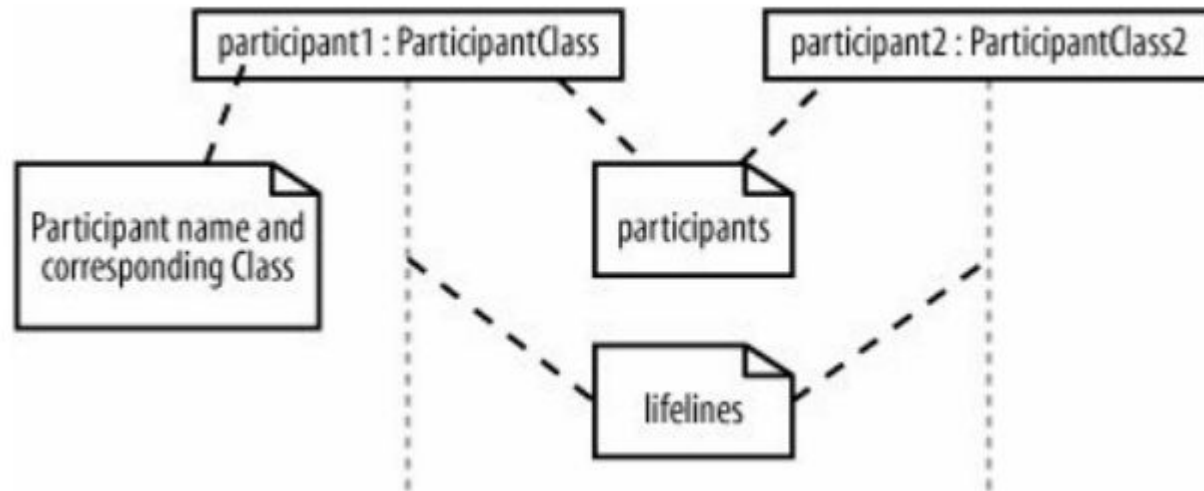 participant1 : ParticipantClass
participant2 : ParticipantClass2
Participant name and
corresponding Class
participants
lifelines